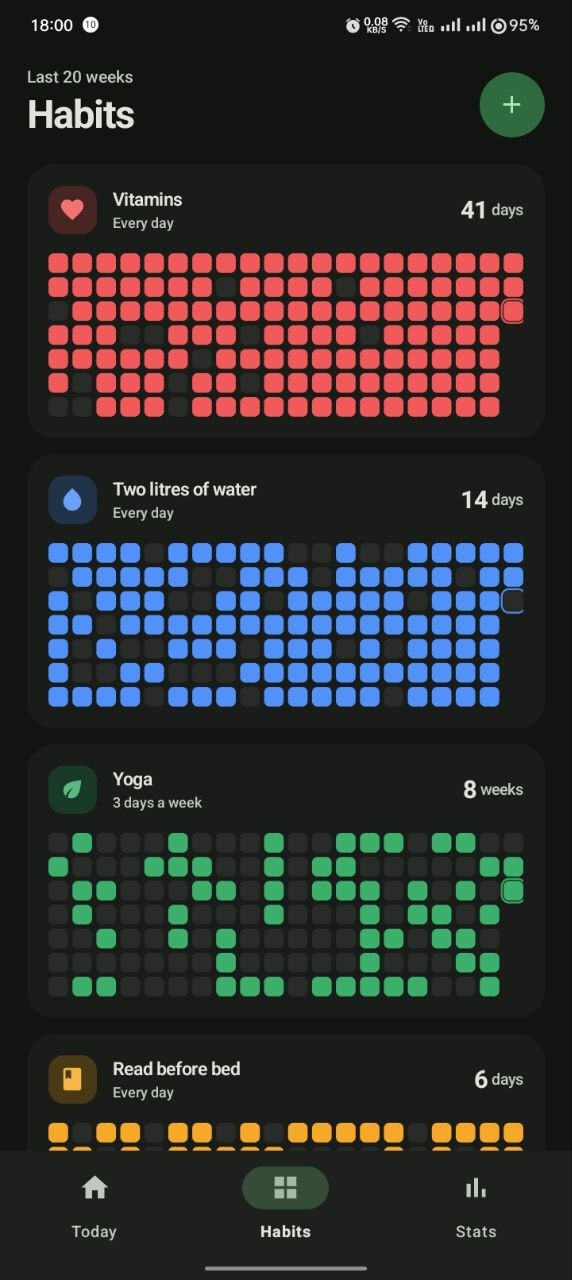 18:00 10 0.08 KB/S Vo LTE 95%
Last 20 weeks
Habits
+
Vitamins
41 days
Every day
Two litres of water
14 days
Every day
Yoga
8 weeks
3 days a week
Read before bed
6 days
Every day
Today Habits Stats